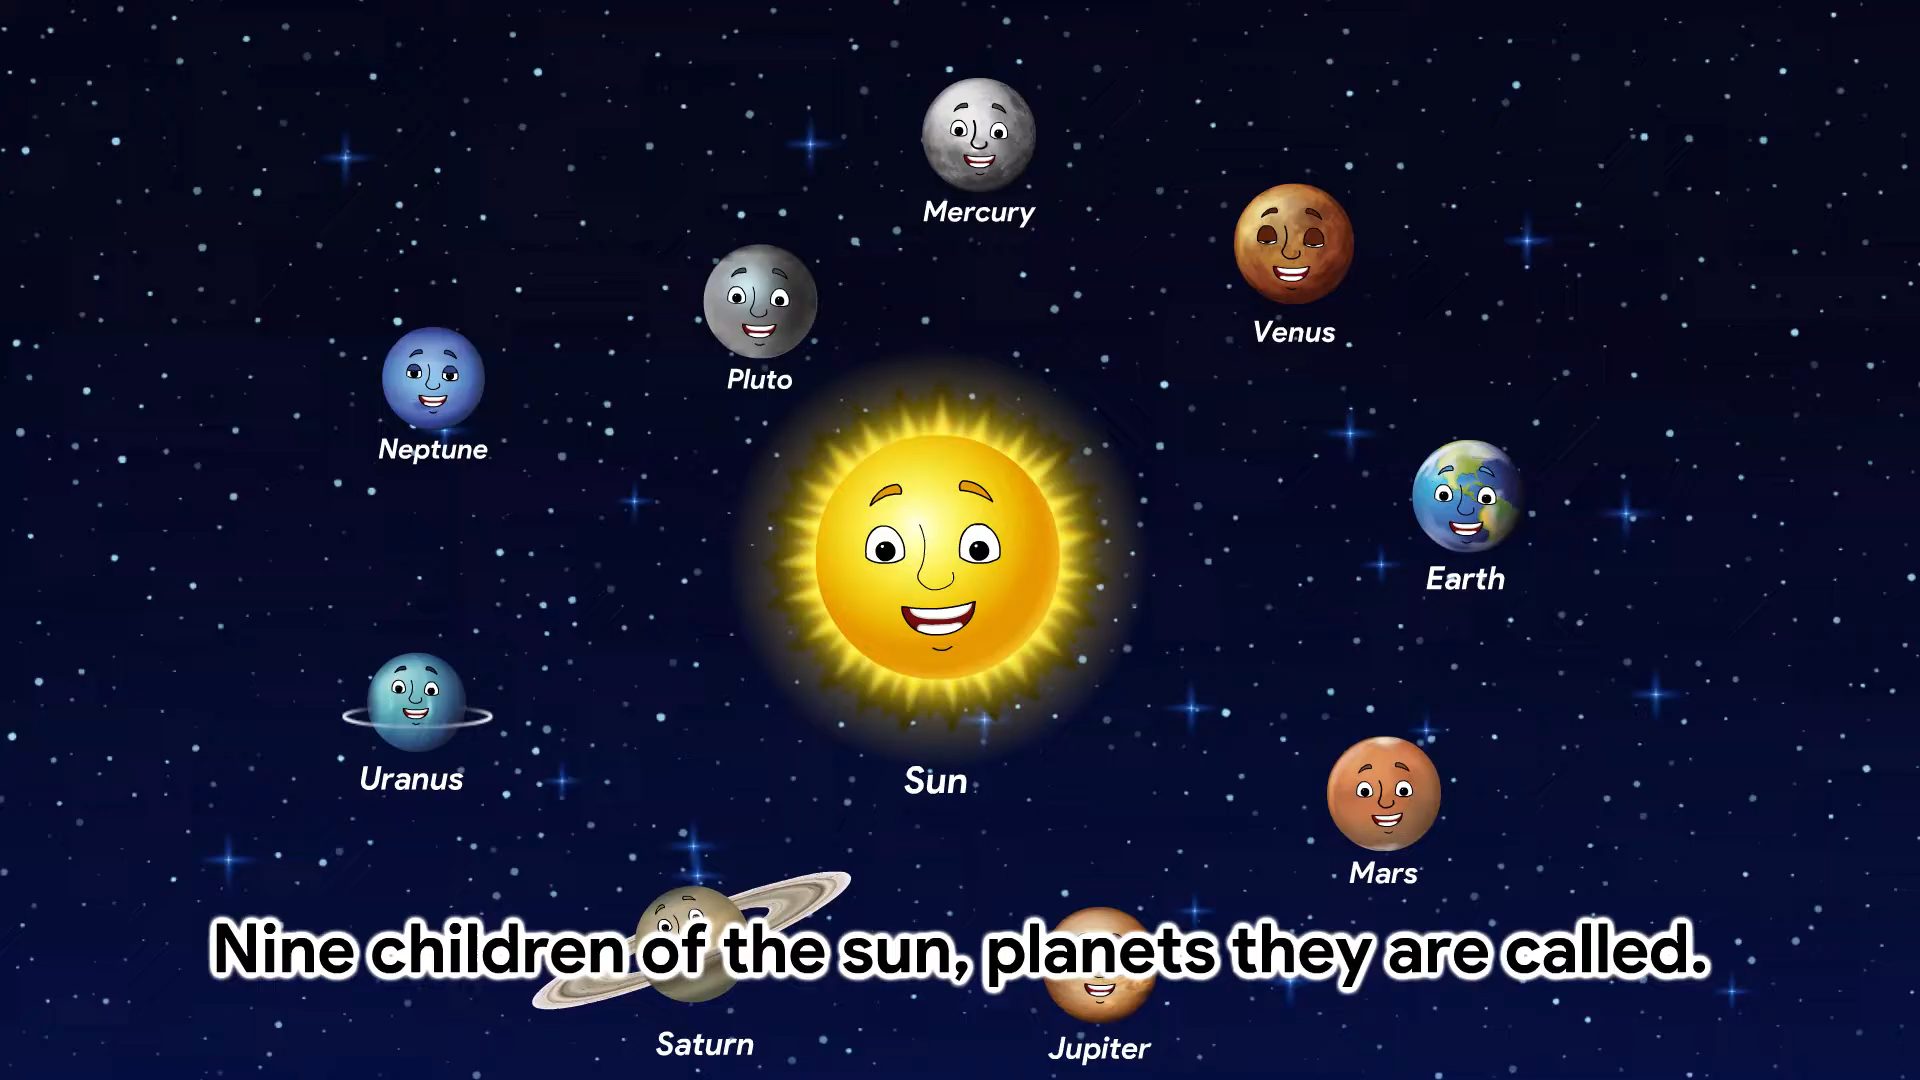 Mercury
Venus
Pluto
Neptune
Earth
Uranus
Sun
Mars
Nine children of the sun, planets they are called.
Saturn
Jupiter